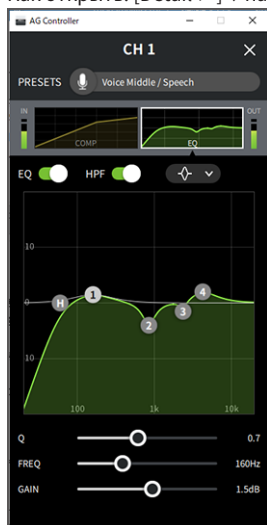 AG Controller
CH 1
PRESETS Voice Middle / Speech
IN
OUT
COMP
EQ
EQ HPF
10
0
10
H
1
2
3
4
100 1k 10k
Q 0.7
FREQ 160Hz
GAIN 1.5dB